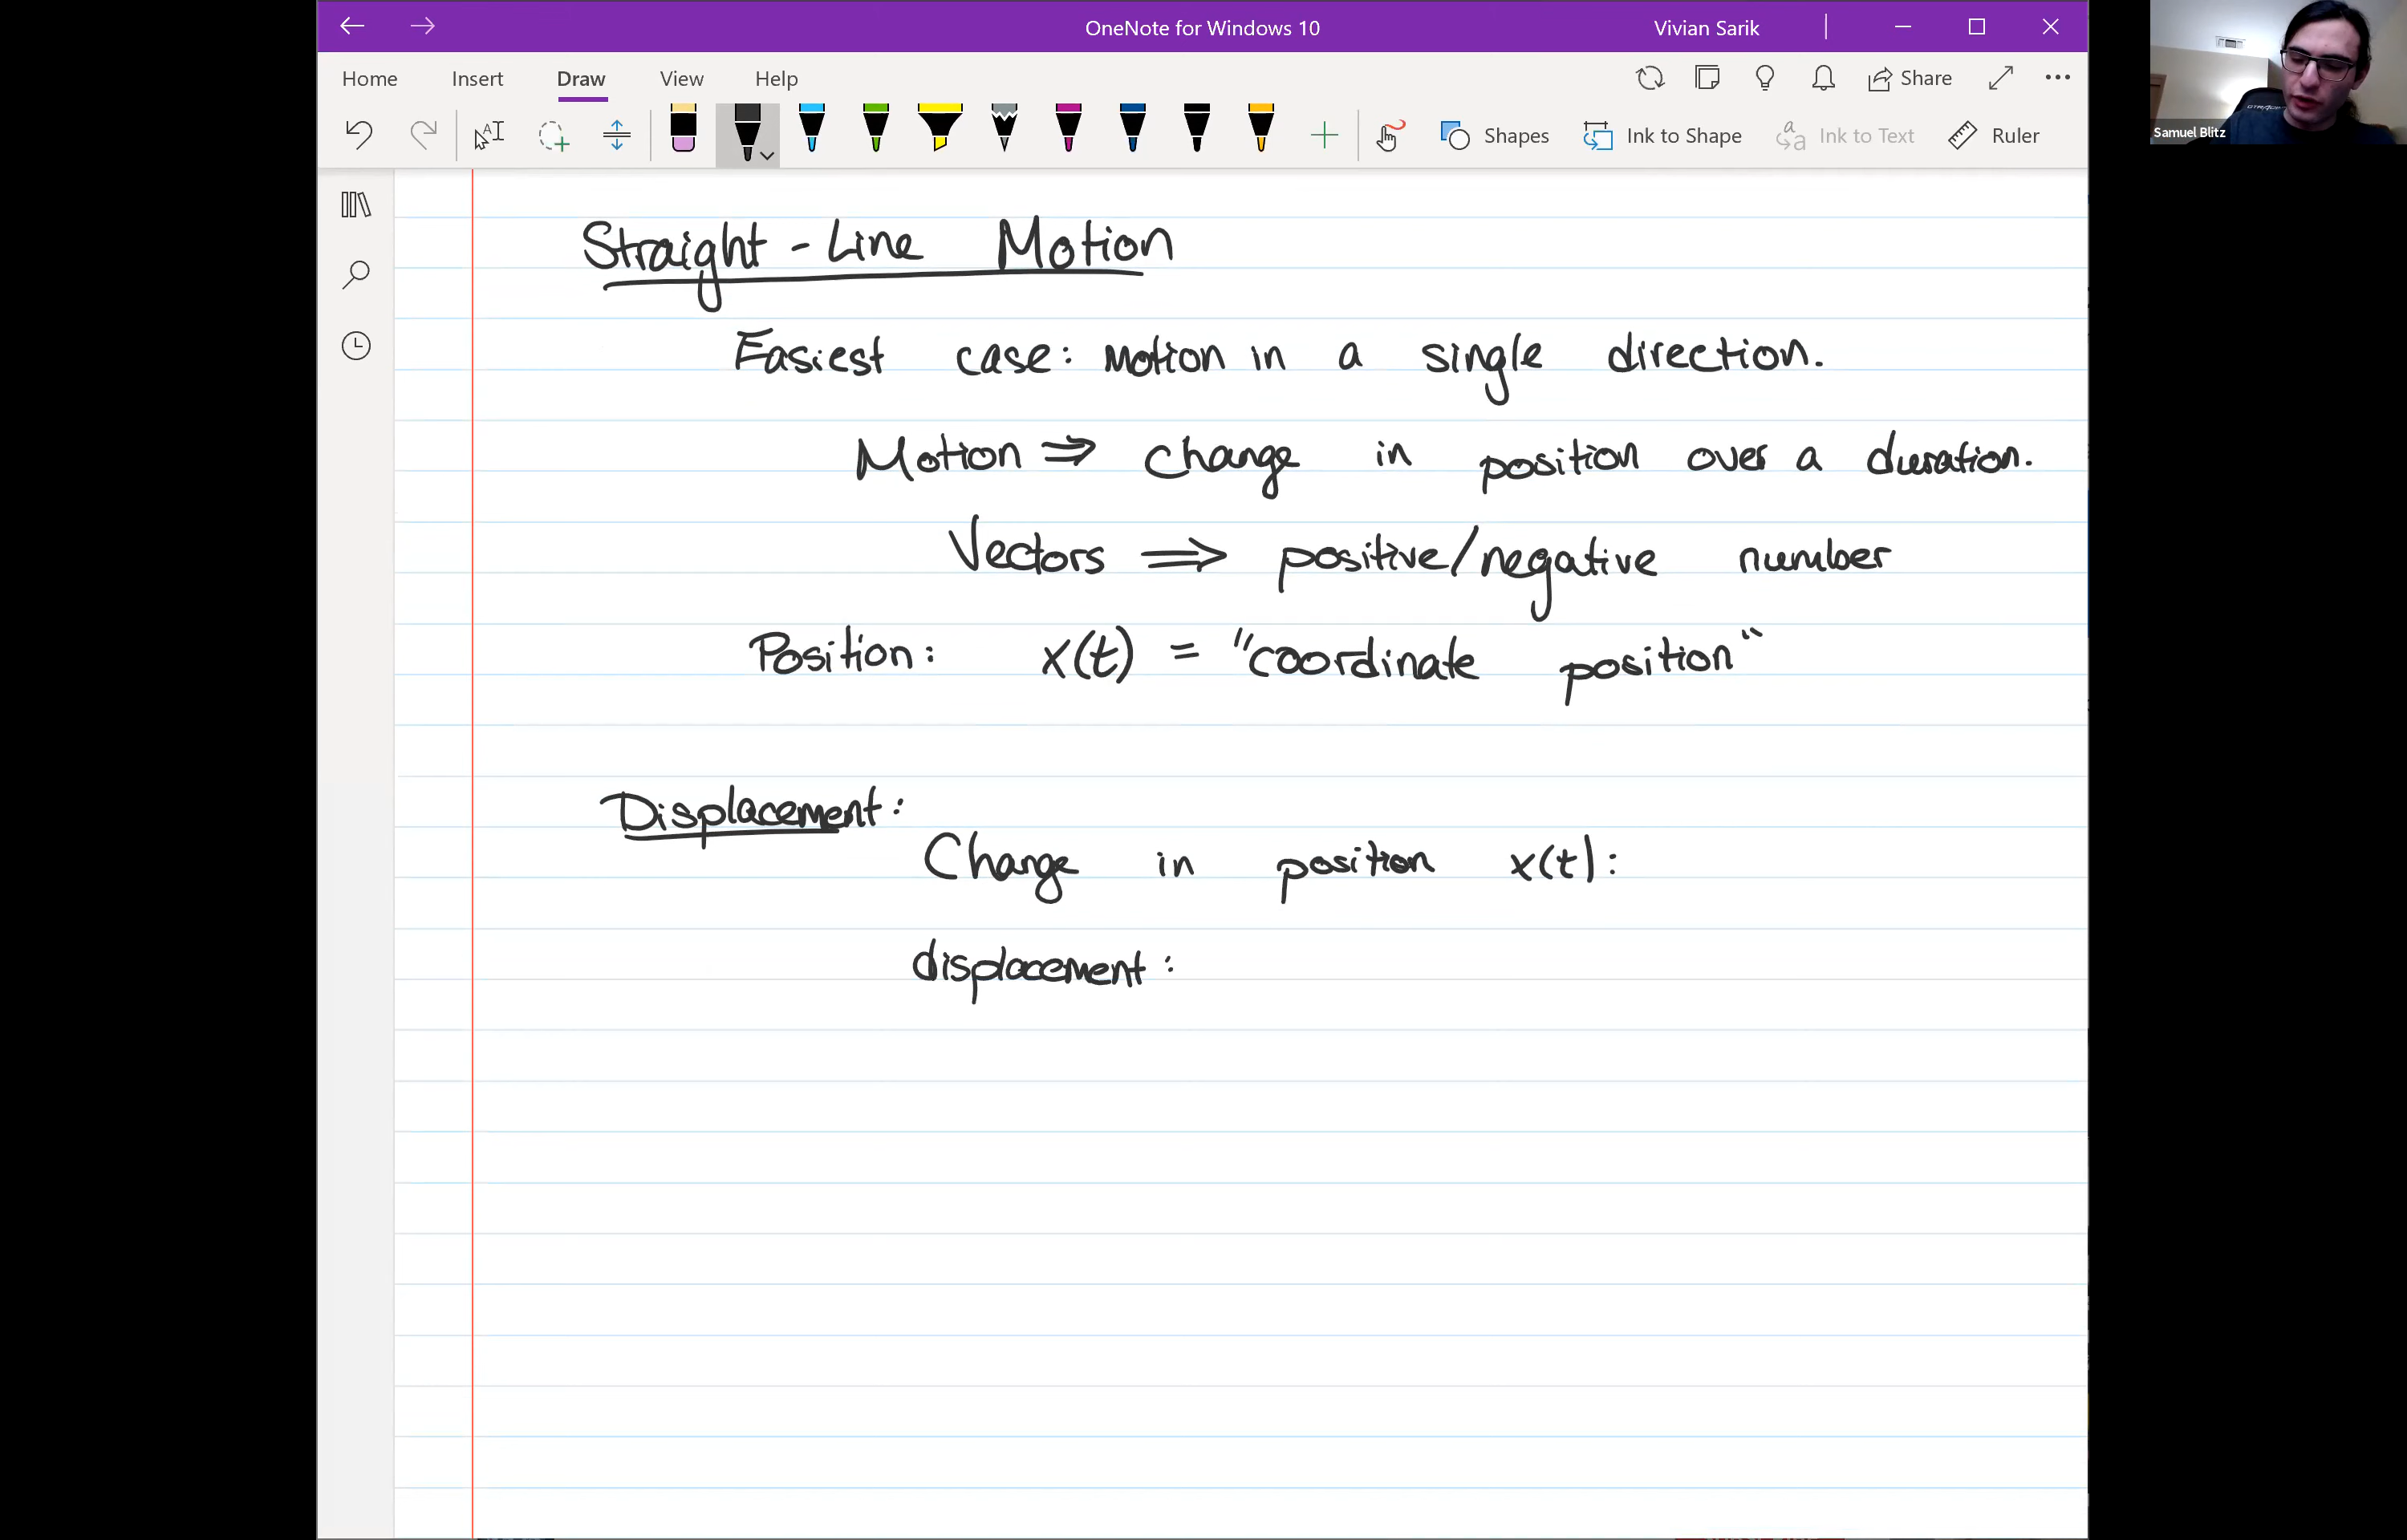 OneNote for Windows 10
Vivian Sarik
Home Insert Draw View Help
Share
Shapes Ink to Shape Ink to Text Ruler
Samuel Blitz
Straight-Line Motion
Easiest case: Motion in a single direction.
Motion ⇒ Change in position over a duration.
Vectors ⟹ positive/negative number
Position: x(t) = "coordinate position"
Displacement:
Change in position x(t):
displacement: